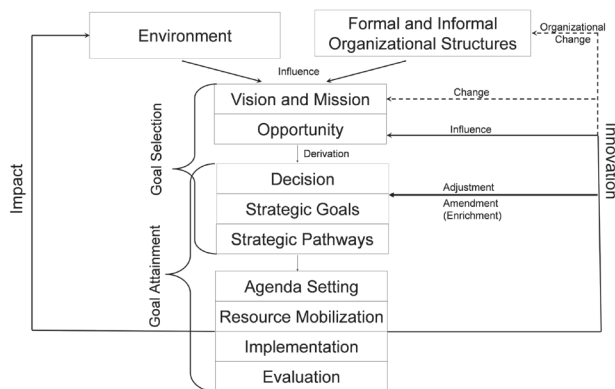 Environment
Formal and Informal
Organizational Structures
Organizational
Change
Influence
Vision and Mission
Change
Opportunity
Influence
Derivation
Goal Selection
Decision
Adjustment
Strategic Goals
Amendment
(Enrichment)
Strategic Pathways
Impact
Innovation
Goal Attainment
Agenda Setting
Resource Mobilization
Implementation
Evaluation